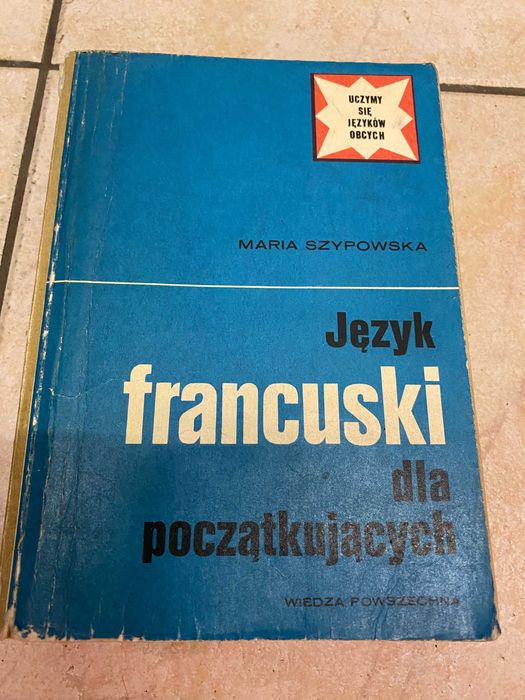 UCZYMY
SIĘ
JĘZYKÓW
OBCYCH
MARIA SZYPOWSKA
Język
francuski
dla
początkujących
WIEDZA POWSZECHNA